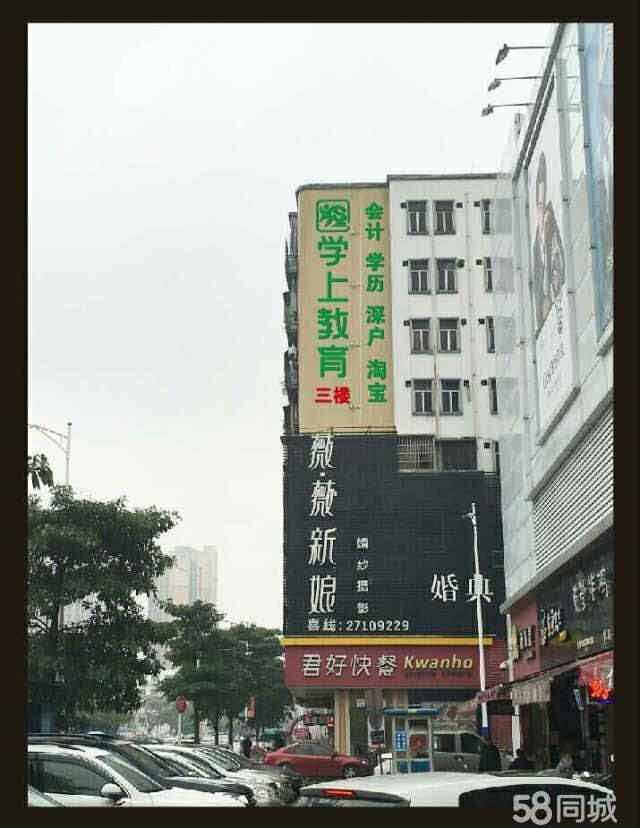 学上教育
三楼
会计 学历 深户 淘宝
薇·薇新娘
婚纱摄影
喜线:27109229
婚典
君好快餐 Kwanho
58同城